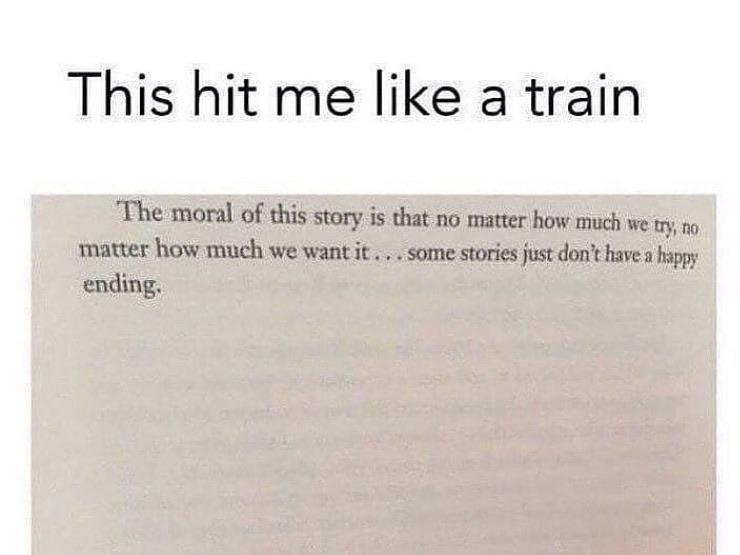 This hit me like a train
The moral of this story is that no matter how much we try, no
matter how much we want it... some stories just don't have a happy
ending.